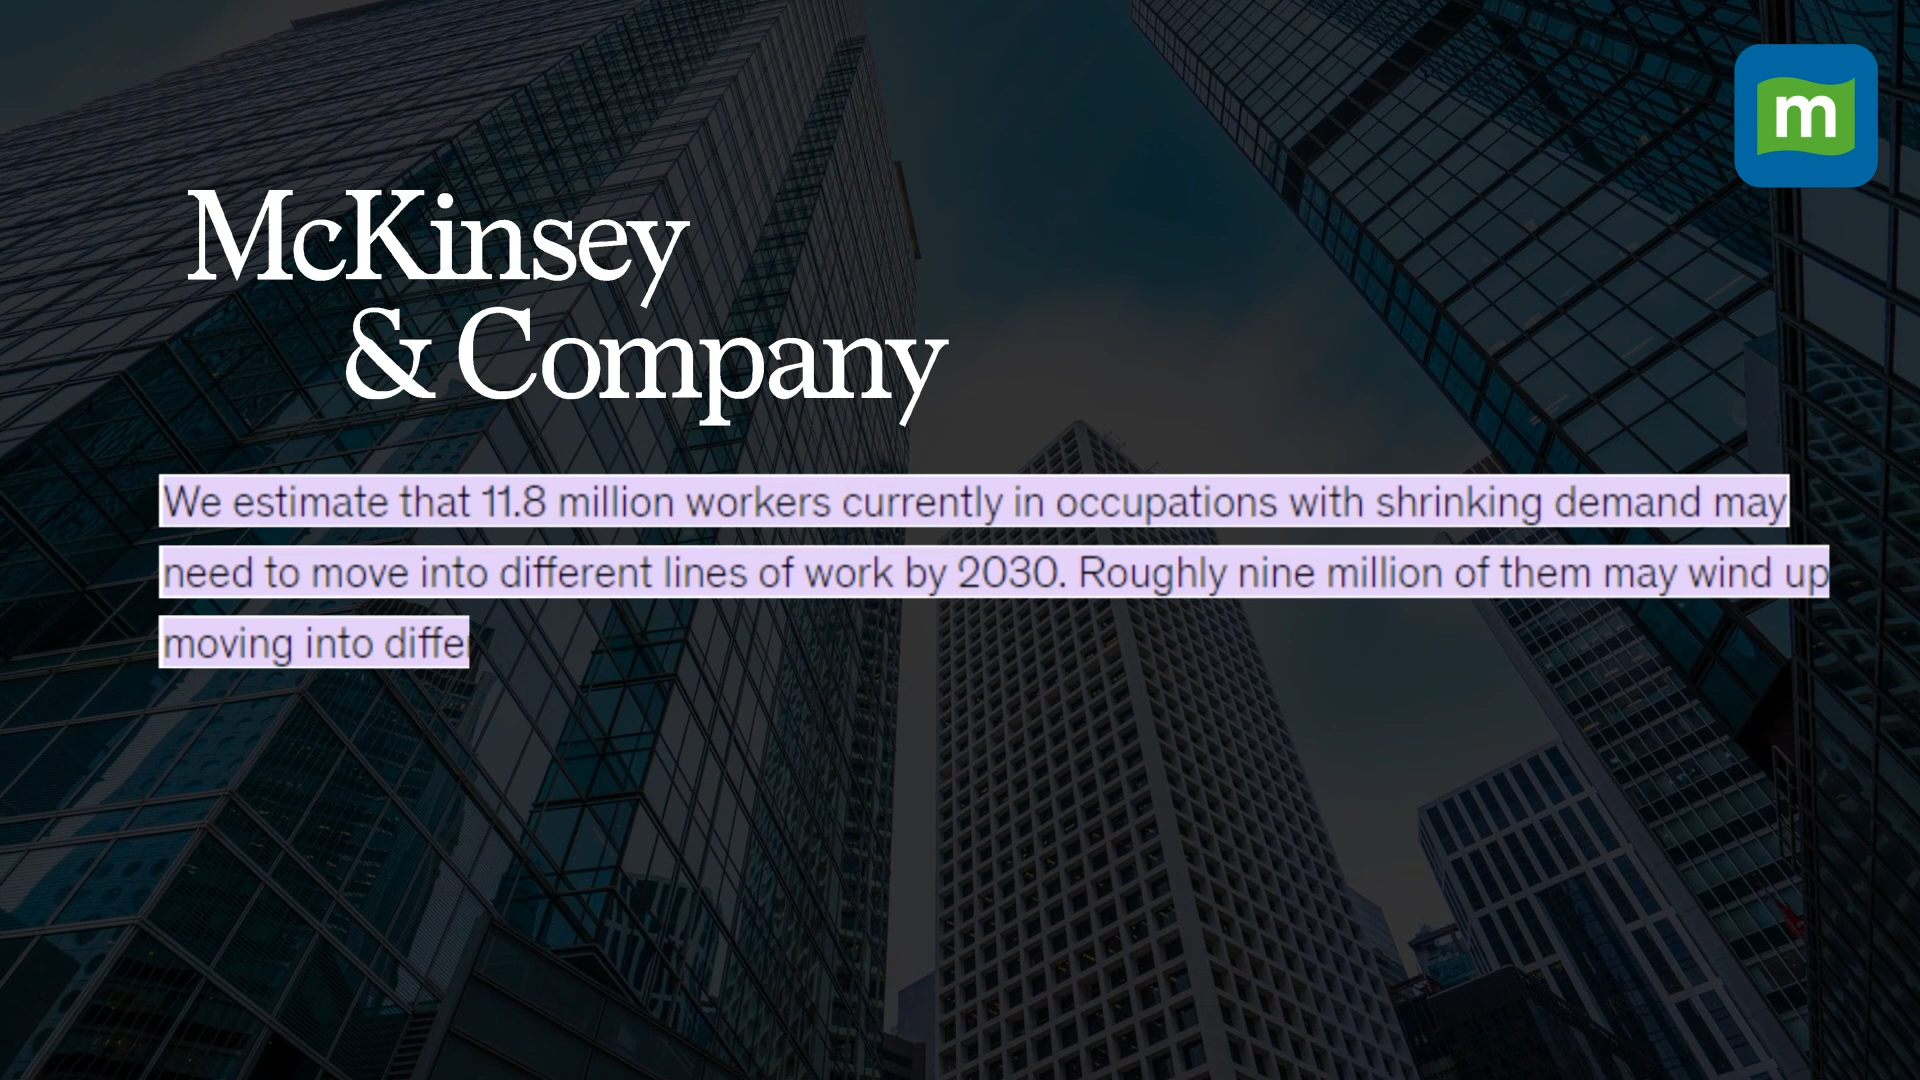 m
McKinsey
& Company
We estimate that 11.8 million workers currently in occupations with shrinking demand may
need to move into different lines of work by 2030. Roughly nine million of them may wind up
moving into differ